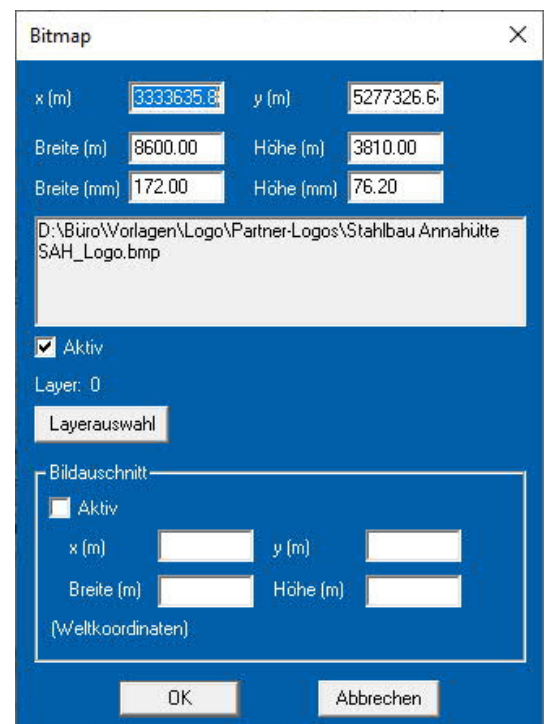 Bitmap
x (m) 3333635.8 y (m) 5277326.6
Breite (m) 8600.00 Höhe (m) 3810.00
Breite (mm) 172.00 Höhe (mm) 76.20
D:\Büro\Vorlagen\Logo\Partner-Logos\Stahlbau Annahütte
SAH_Logo.bmp
Aktiv
Layer: 0
Layerauswahl
Bildauschnitt
Aktiv
x (m) y (m)
Breite (m) Höhe (m)
(Weltkoordinaten)
OK Abbrechen